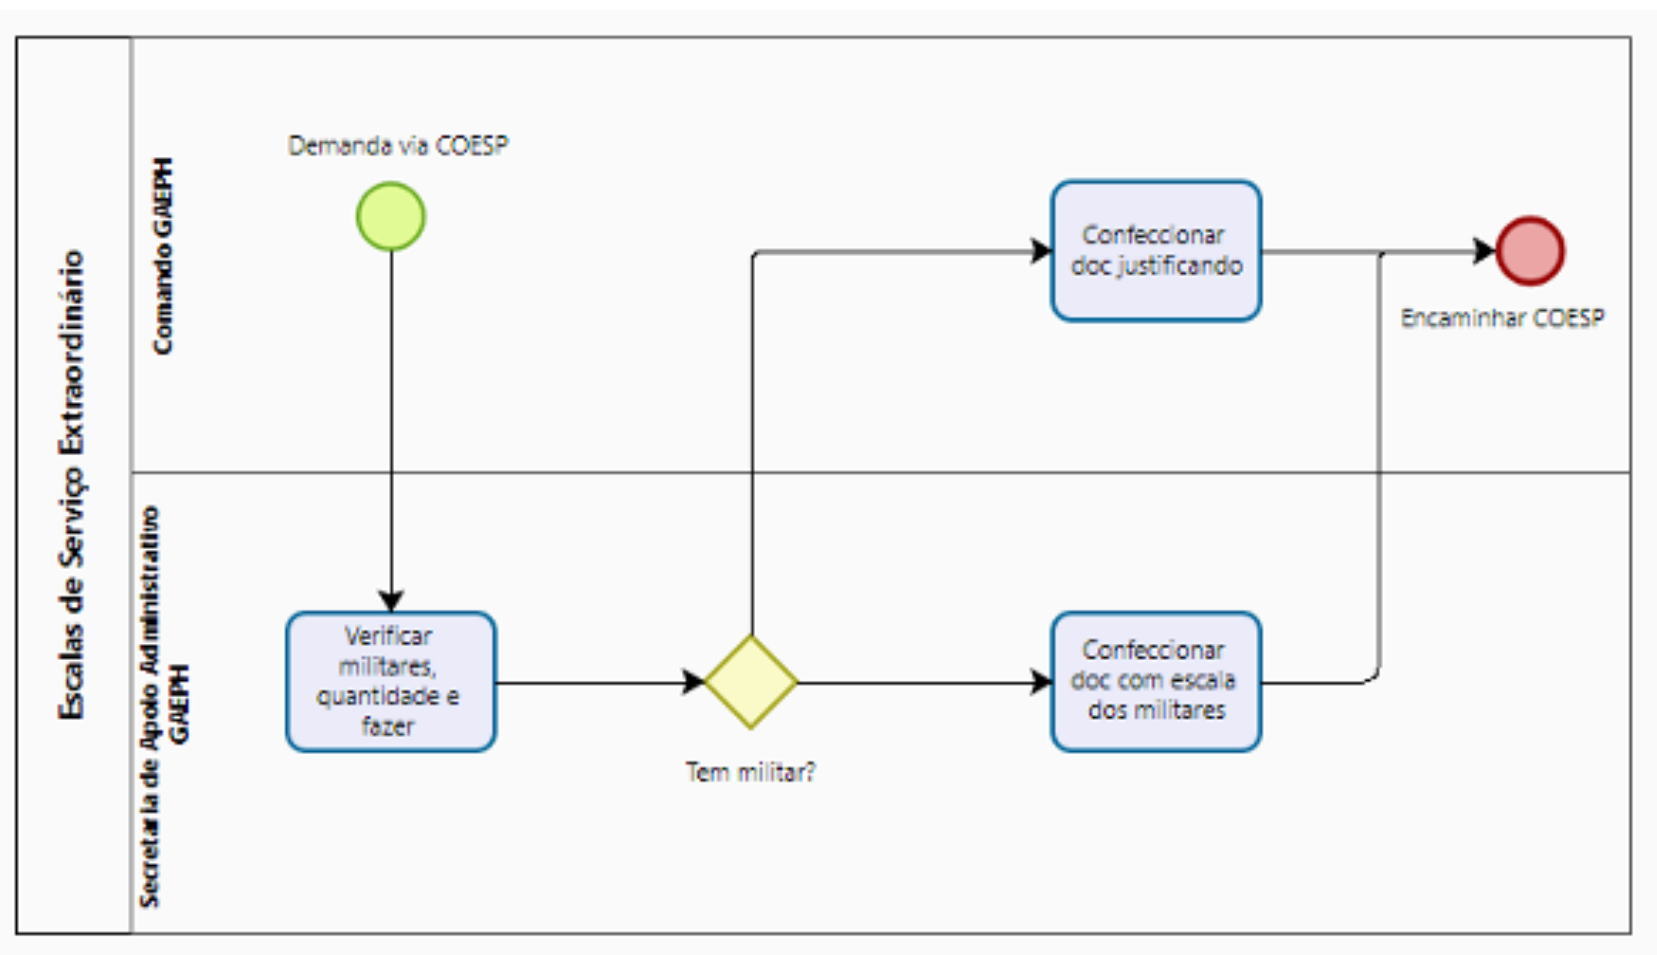 Escalas de Serviço Extraordinário
Comando GAEPH
Demanda via COESP
Confeccionar
doc justificando
Encaminhar COESP
Secretaria de Apoio Administrativo
GAEPH
Verificar
militares,
quantidade e
fazer
Tem militar?
Confeccionar
doc com escala
dos militares